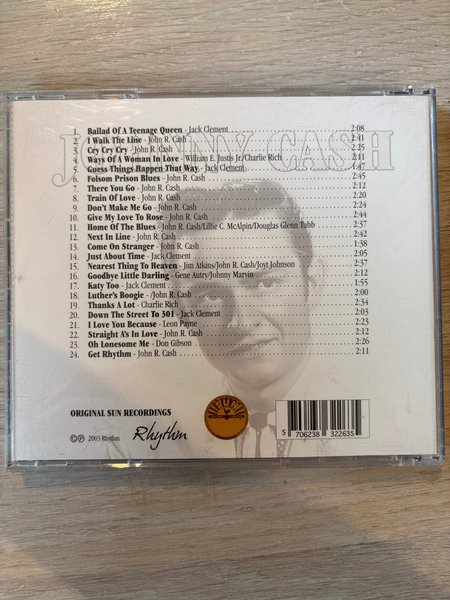 JOHNNY CASH
1. Ballad Of A Teenage Queen - Jack Clement 2:08
2. I Walk The Line - John R. Cash 2:41
3. Cry Cry Cry - John R. Cash 2:25
4. Ways Of A Woman In Love - William E. Justis Jr./Charlie Rich 2:11
5. Guess Things Happen That Way - Jack Clement 1:47
6. Folsom Prison Blues - John R. Cash 2:45
7. There You Go - John R. Cash 2:12
8. Train Of Love - John R. Cash 2:20
9. Don't Make Me Go - John R. Cash 2:24
10. Give My Love To Rose - John R. Cash 2:44
11. Home Of The Blues - John R. Cash/Lillie C. McAlpin/Douglas Glenn Tubb 2:37
12. Next In Line - John R. Cash 2:42
13. Come On Stranger - John R. Cash 1:38
14. Just About Time - Jack Clement 2:05
15. Nearest Thing To Heaven - Jim Atkins/John R. Cash/Joyt Johnson 2:37
16. Goodbye Little Darling - Gene Autry/Johnny Marvin 2:12
17. Katy Too - Jack Clement 1:55
18. Luther's Boogie - /John R. Cash 2:00
19. Thanks A Lot - Charlie Rich 2:34
20. Down The Street To 301 - Jack Clement 2:02
21. I Love You Because - Leon Payne 2:31
22. Straight A's In Love - John R. Cash 2:12
23. Oh Lonesome Me - Don Gibson 2:23
24. Get Rhythm - John R. Cash 2:11
ORIGINAL SUN RECORDINGS
©℗ 2003 Rhythm
Rhythm
SUN
5 706238 322635